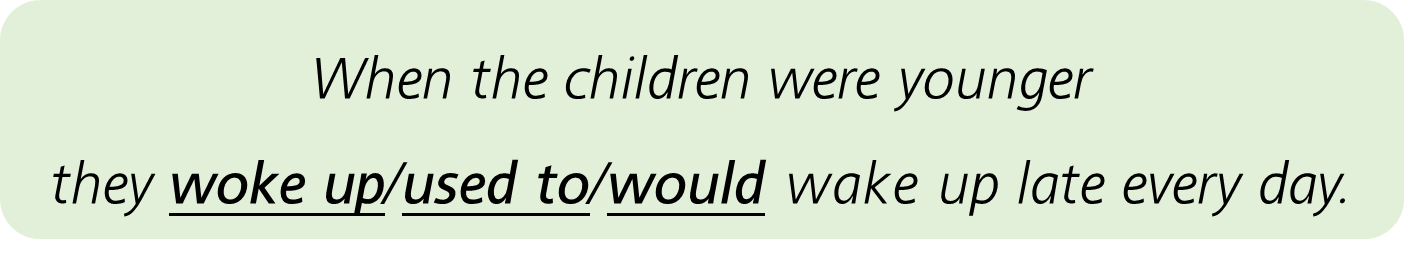 When the children were younger
they woke up/used to/would wake up late every day.